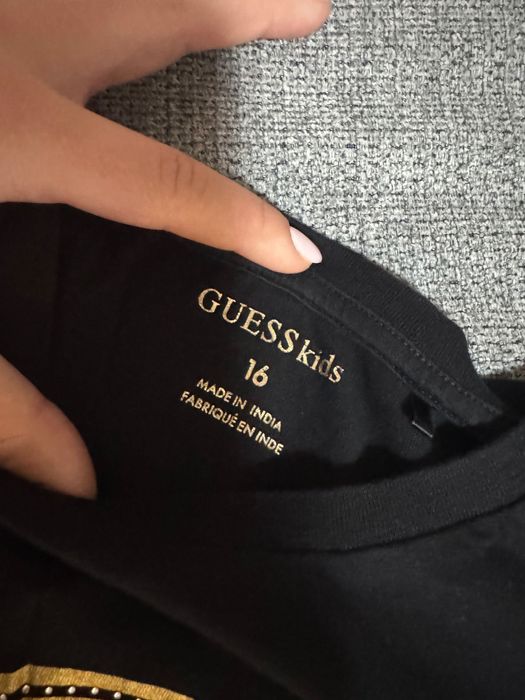 GUESS kids
16
MADE IN INDIA
FABRIQUÉ EN INDE